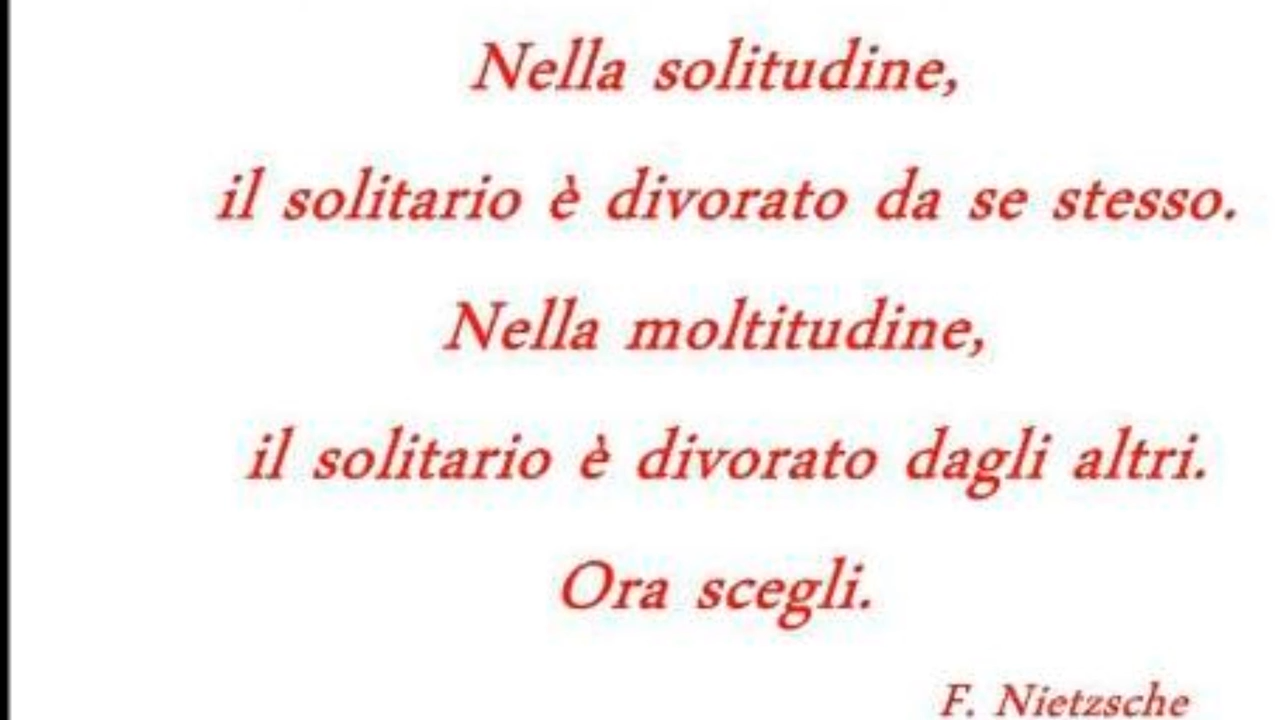 Nella solitudine,
il solitario è divorato da se stesso.
Nella moltitudine,
il solitario è divorato dagli altri.
Ora scegli.
F. Nietzsche